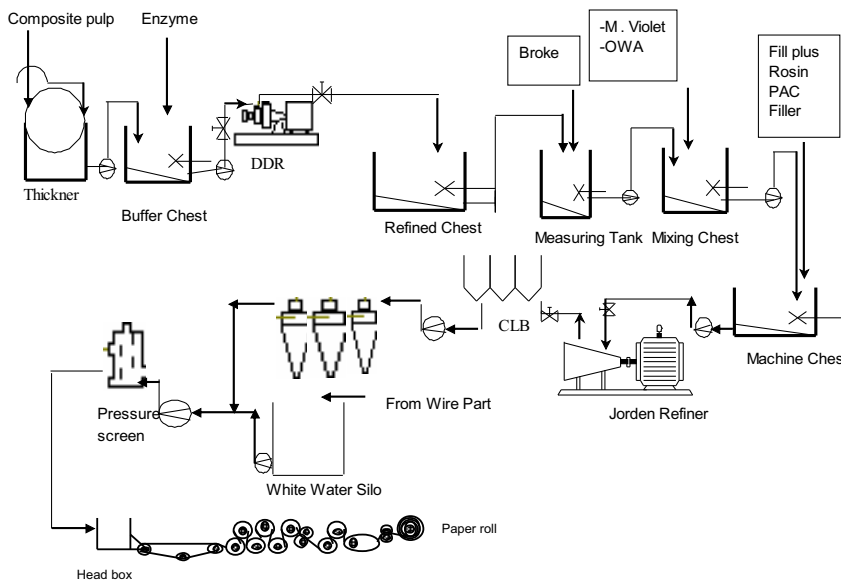 Composite pulp
Enzyme
Broke
-M. Violet
-OWA
Fill plus
Rosin
PAC
Filler
Thickner
Buffer Chest
DDR
Refined Chest
Measuring Tank
Mixing Chest
Machine Chest
CLB
Jorden Refiner
Pressure
screen
From Wire Part
White Water Silo
Head box
Paper roll